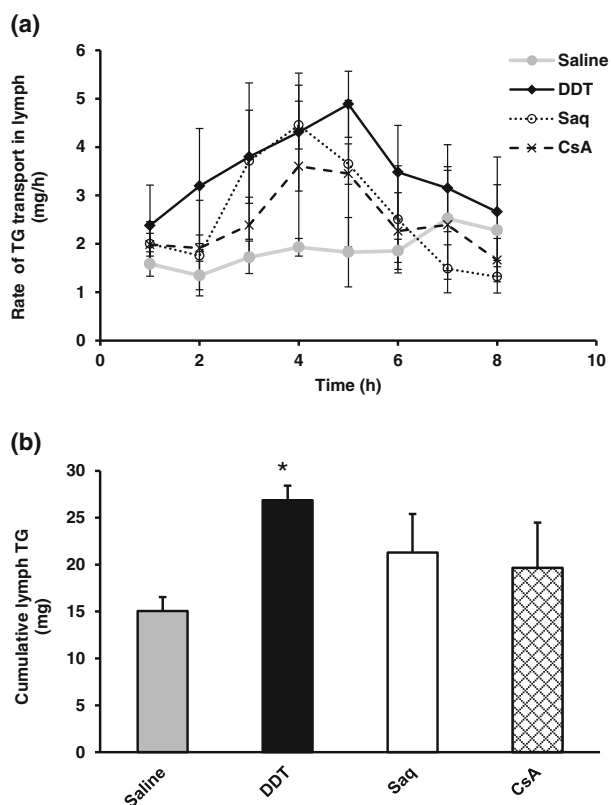 (a)
Rate of TG transport in lymph
(mg/h)
6
5
4
3
2
1
0
0 2 4 6 8 10
Time (h)
Saline
DDT
Saq
CsA
(b)
Cumulative lymph TG
(mg)
30
25
20
15
10
5
0
*
Saline DDT Saq CsA